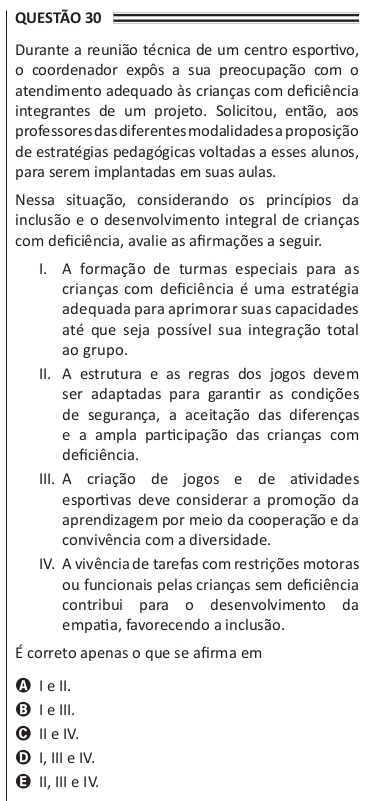 QUESTÃO 30
Durante a reunião técnica de um centro esportivo,
o coordenador expôs a sua preocupação com o
atendimento adequado às crianças com deficiência
integrantes de um projeto. Solicitou, então, aos
professores das diferentes modalidades a proposição
de estratégias pedagógicas voltadas a esses alunos,
para serem implantadas em suas aulas.
Nessa situação, considerando os princípios da
inclusão e o desenvolvimento integral de crianças
com deficiência, avalie as afirmações a seguir.
I. A formação de turmas especiais para as
crianças com deficiência é uma estratégia
adequada para aprimorar suas capacidades
até que seja possível sua integração total
ao grupo.
II. A estrutura e as regras dos jogos devem
ser adaptadas para garantir as condições
de segurança, a aceitação das diferenças
e a ampla participação das crianças com
deficiência.
III. A criação de jogos e de atividades
esportivas deve considerar a promoção da
aprendizagem por meio da cooperação e da
convivência com a diversidade.
IV. A vivência de tarefas com restrições motoras
ou funcionais pelas crianças sem deficiência
contribui para o desenvolvimento da
empatia, favorecendo a inclusão.
É correto apenas o que se afirma em
A I e II.
B I e III.
C II e IV.
D I, III e IV.
E II, III e IV.